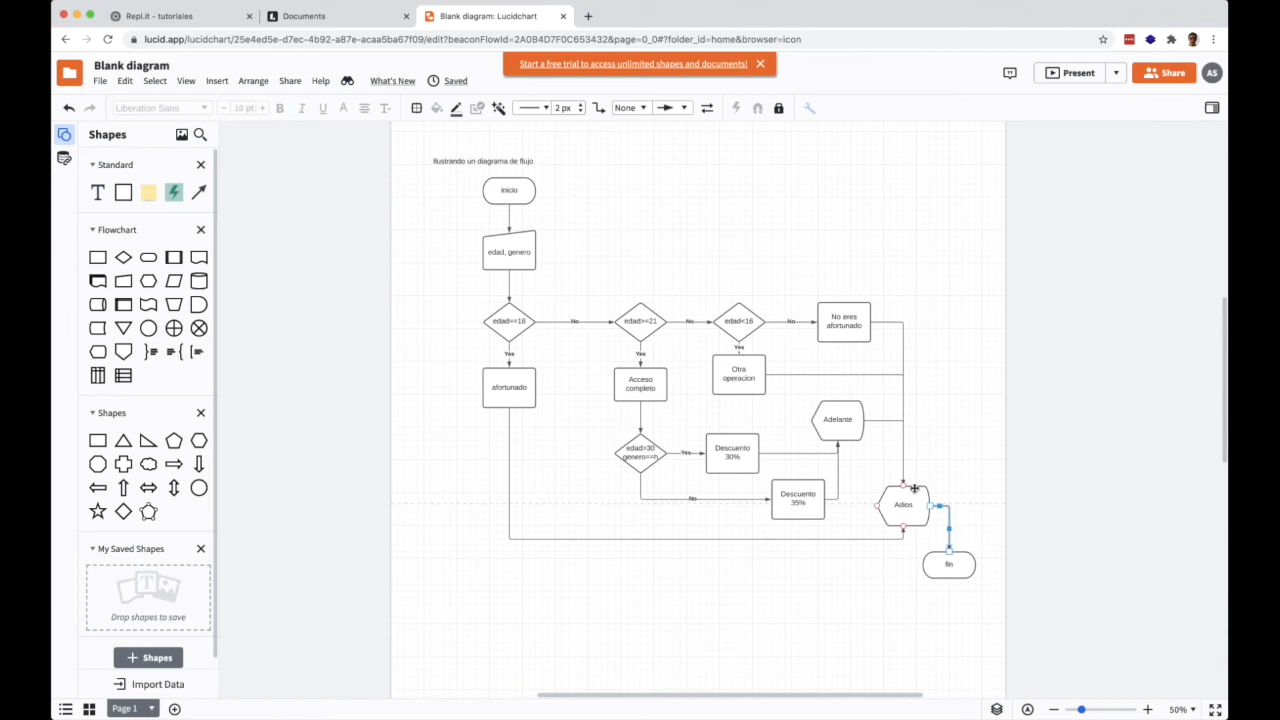 Repl.it - tutoriales
Documents
Blank diagram: Lucidchart
lucid.app/lucidchart/25e4ed5e-d7ec-4b92-a87e-acaa5ba67f09/edit?beaconFlowId=2A0B4D7F0C653432&page=0_0#?folder_id=home&browser=icon
Blank diagram
Start a free trial to access unlimited shapes and documents!
File Edit Select View Insert Arrange Share Help What's New Saved
Present
Share
AS
Liberation Sans
10 pt
2 px
None
Shapes
Standard
Flowchart
Shapes
My Saved Shapes
Drop shapes to save
+ Shapes
Import Data
Page 1
50%
Ilustrando un diagrama de flujo
inicio
edad, genero
edad==18
No
edad>=21
No
edad<16
No
No eres
afortunado
Yes
Yes
Yes
afortunado
Acceso
completo
Otra
operacion
Adelante
edad>30
genero==h
Yes
Descuento
30%
No
Descuento
35%
Adios
fin